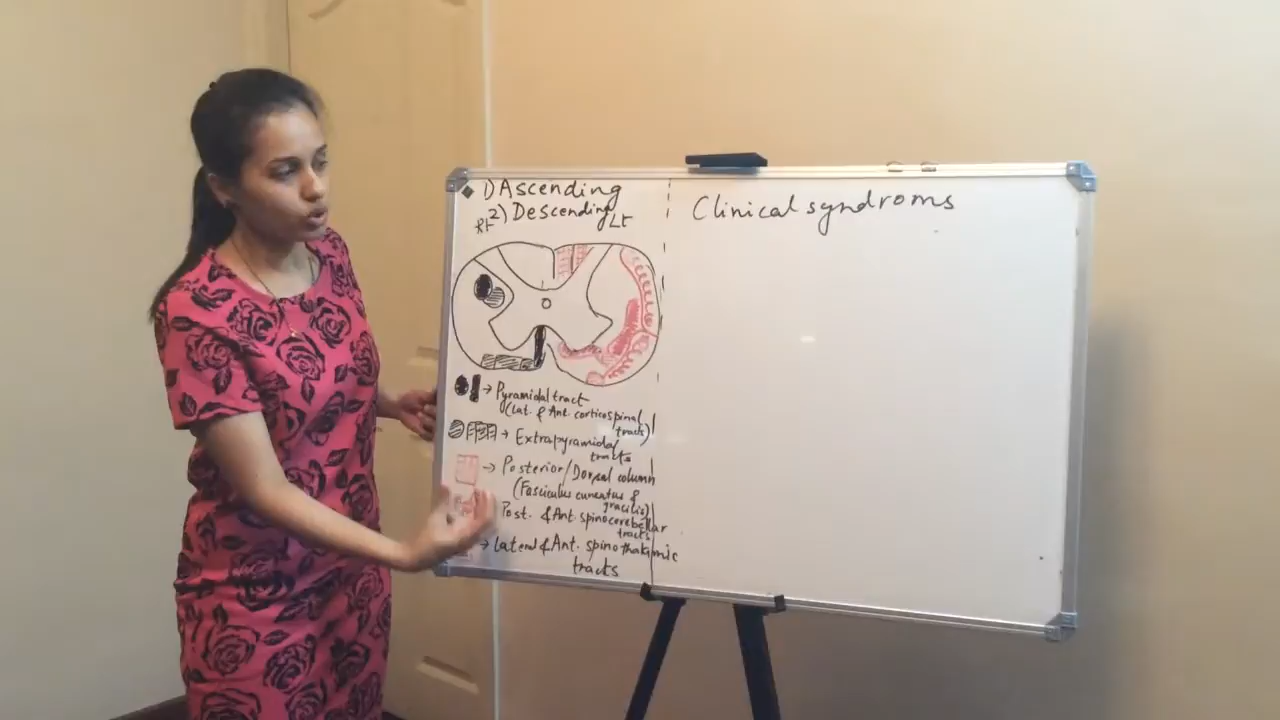 1) Ascending
2) Descending
Rt
Lt
→ Pyramidal tract
(Lat. & Ant. corticospinal
tracts)
→ Extrapyramidal
tracts
→ Posterior/Dorsal column
(Fasciculus cuneatus &
gracilis)
Post. & Ant. spinocerebellar
tracts
→ Lateral & Ant. spinothalamic
tracts
Clinical syndroms